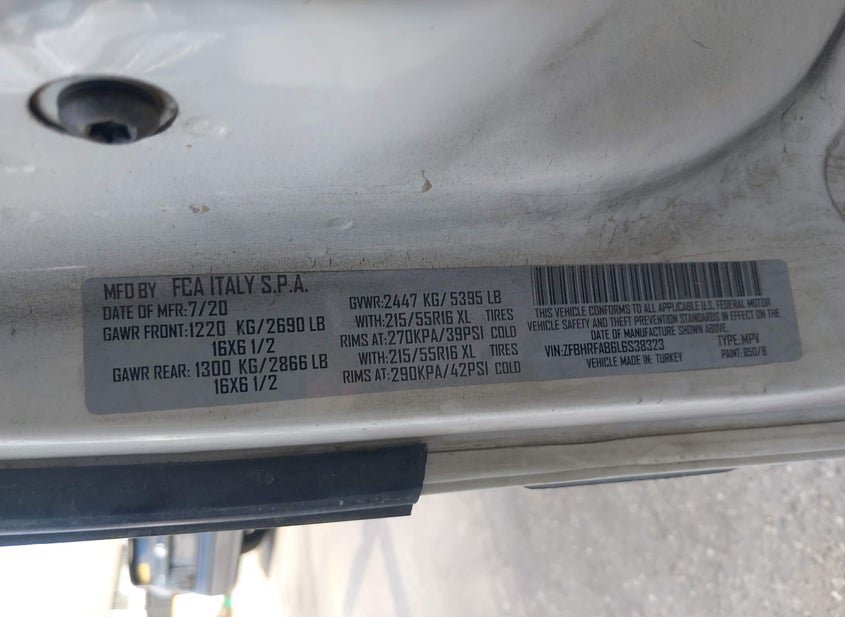 MFD BY FCA ITALY S.P.A.
DATE OF MFR: 7/20
GAWR FRONT: 1220 KG/2690 LB
16X6 1/2
GAWR REAR: 1300 KG/2866 LB
16X6 1/2
GVWR: 2447 KG/5395 LB
WITH: 215/55R16 XL TIRES
RIMS AT: 270KPA/39PSI COLD
WITH: 215/55R16 XL TIRES
RIMS AT: 290KPA/42PSI COLD
THIS VEHICLE CONFORMS TO ALL APPLICABLE U.S. FEDERAL MOTOR
VEHICLE SAFETY AND THEFT PREVENTION STANDARDS IN EFFECT ON THE
DATE OF MANUFACTURE SHOWN ABOVE.
VIN: ZFBHRFAB6L6S38323 TYPE: MPV
VEHICLE MADE IN: TURKEY PAINT: 850/B